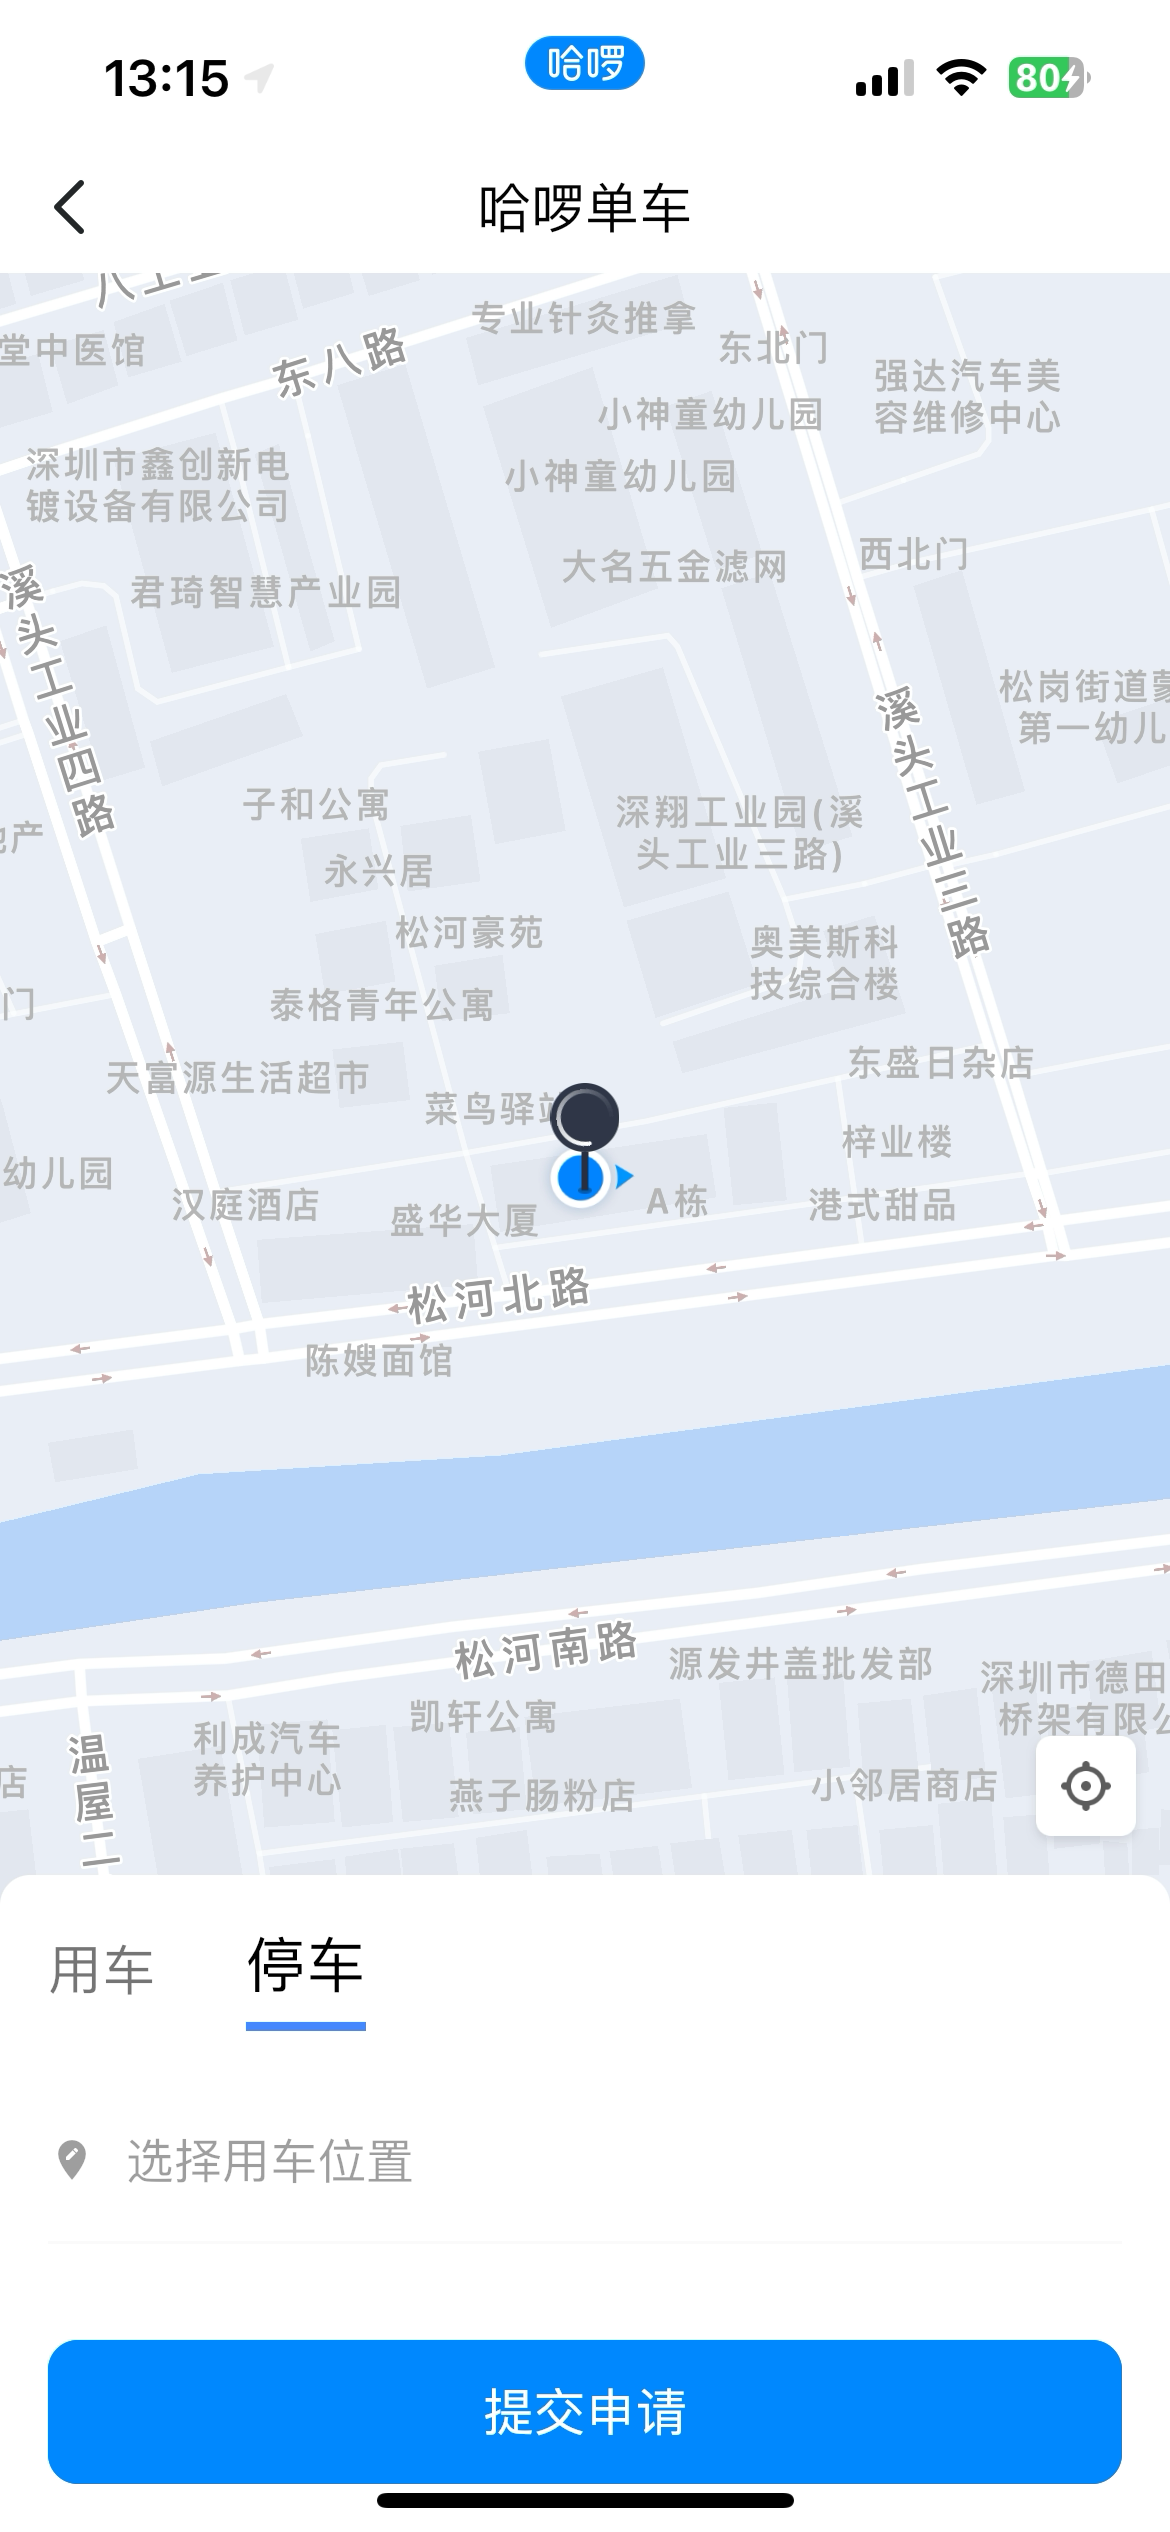 13:15
哈啰
80
哈啰单车
专业针灸推拿
东北门
堂中医馆
东八路
强达汽车美
容维修中心
小神童幼儿园
深圳市鑫创新电
镀设备有限公司
小神童幼儿园
西北门
大名五金滤网
君琦智慧产业园
溪头工业四路
松岗街道蒙
第一幼儿
溪头工业三路
子和公寓
深翔工业园(溪
头工业三路)
产
永兴居
松河豪苑
奥美斯科
技综合楼
门
泰格青年公寓
天富源生活超市
东盛日杂店
菜鸟驿站
梓业楼
幼儿园
汉庭酒店
盛华大厦
A栋
港式甜品
松河北路
陈嫂面馆
松河南路
源发井盖批发部
深圳市德田
桥架有限公
凯轩公寓
利成汽车
养护中心
温屋二
店
燕子肠粉店
小邻居商店
用车
停车
选择用车位置
提交申请